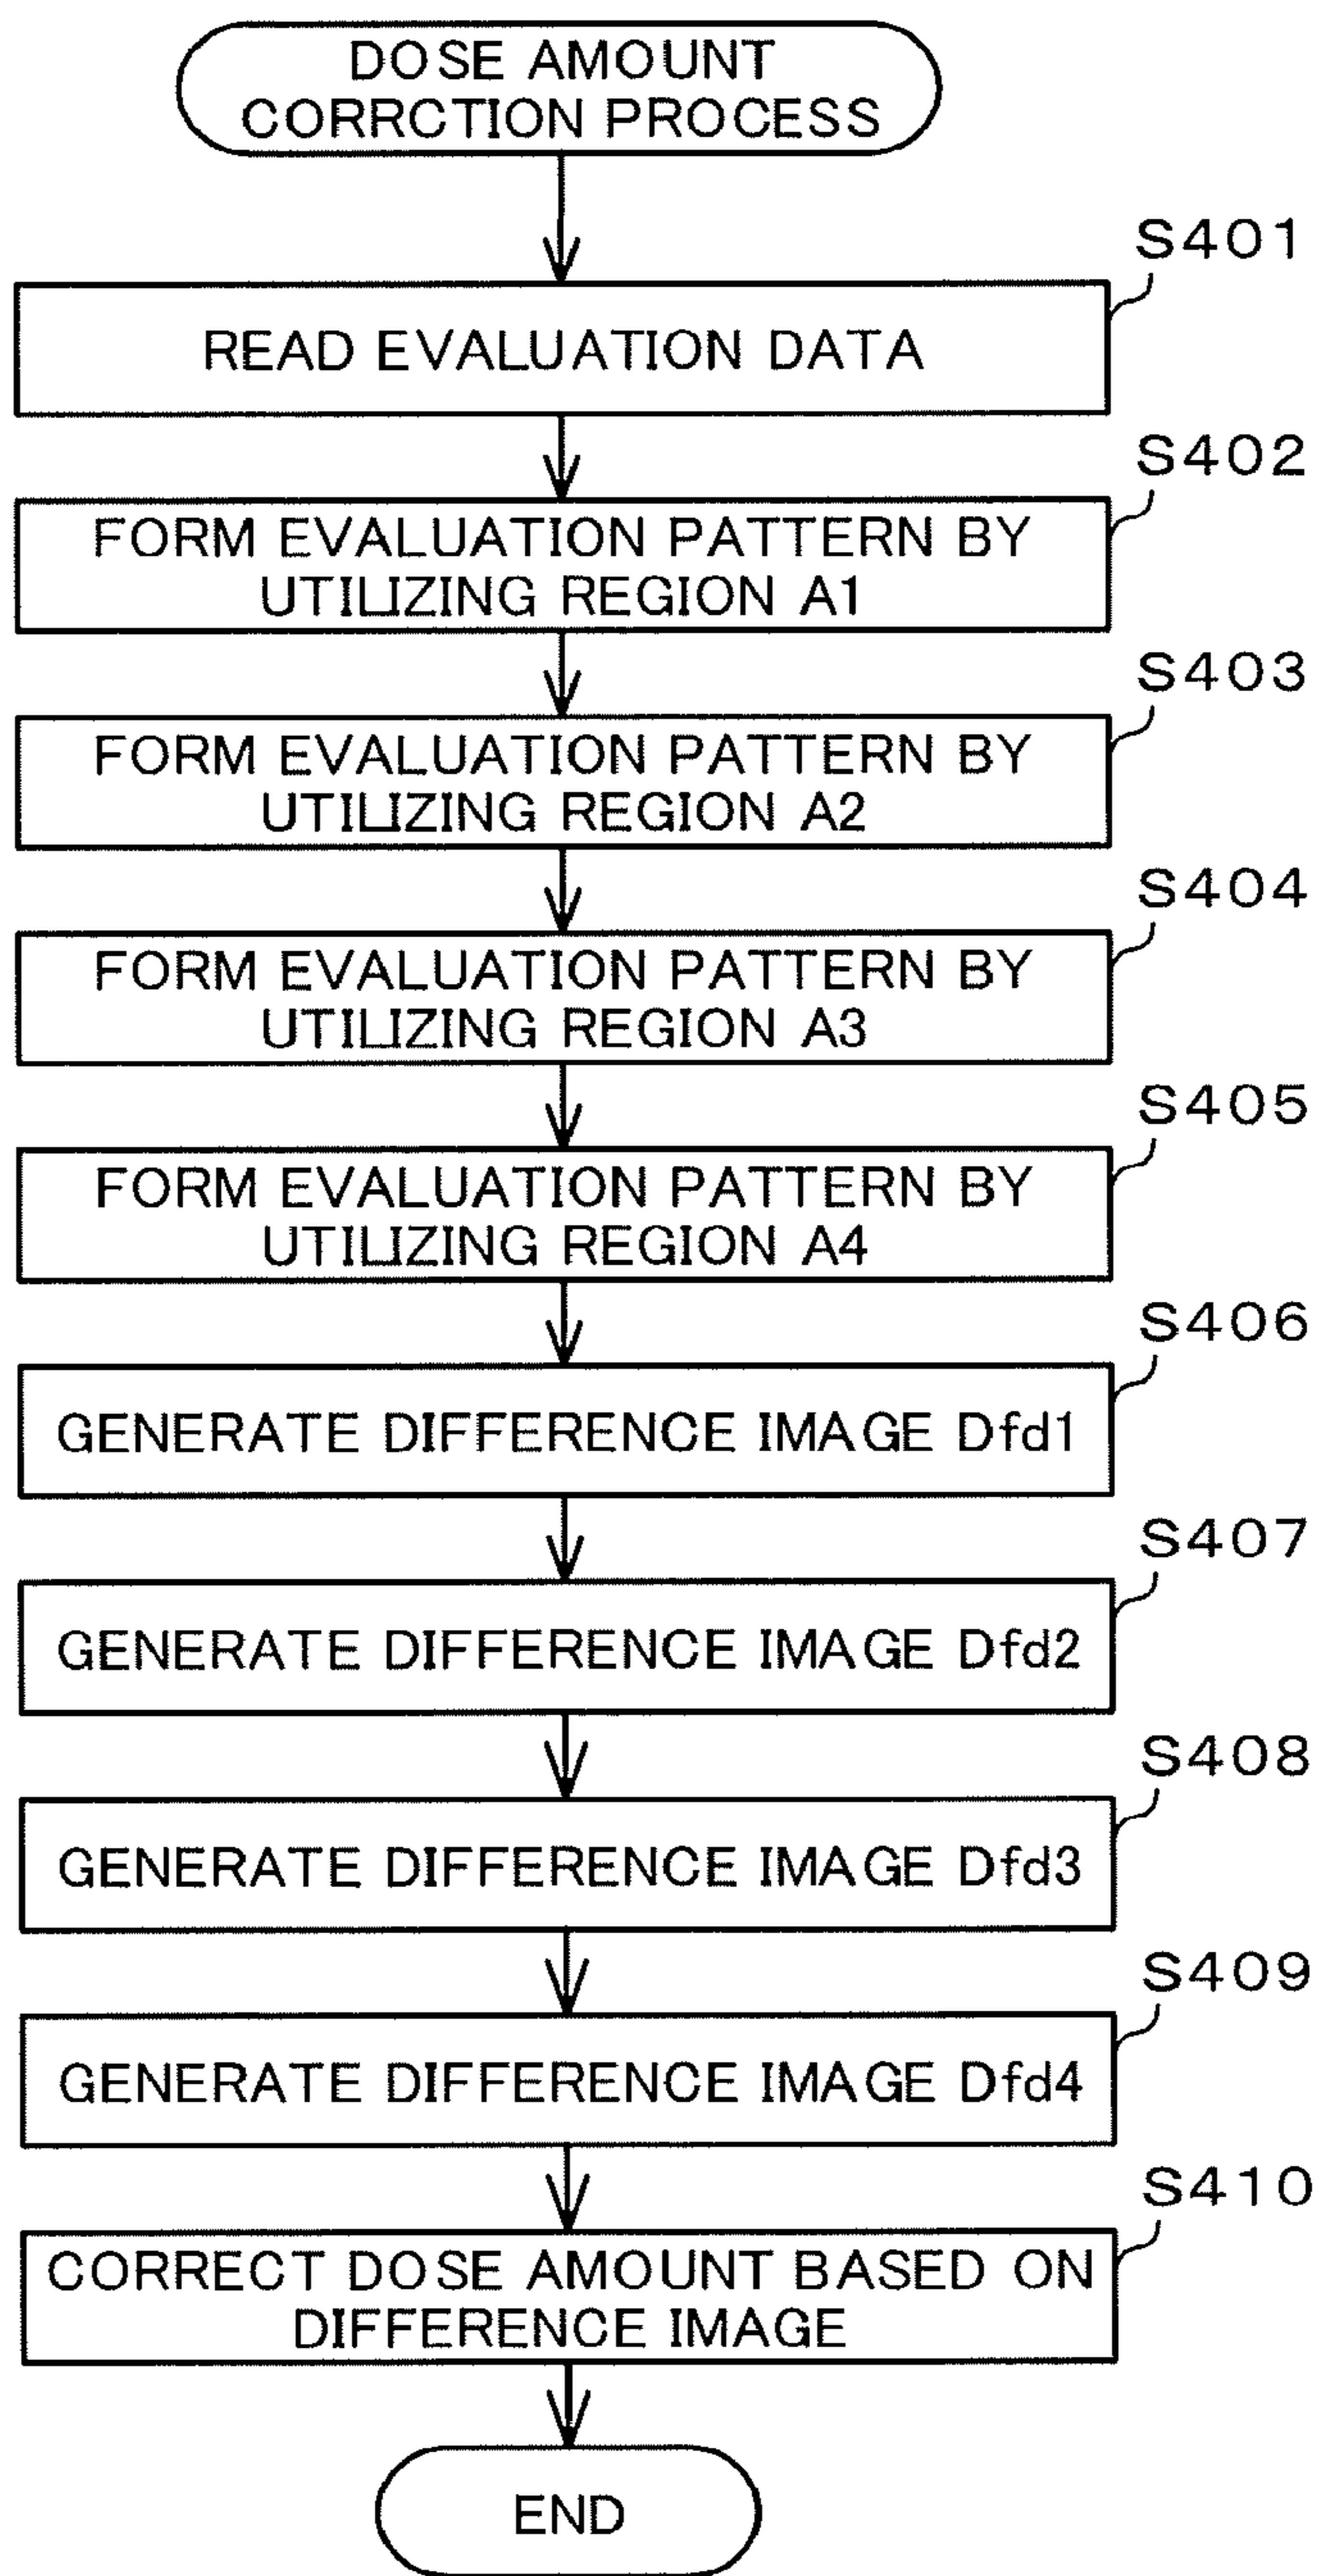 DOSE AMOUNT
CORRCTION PROCESS
S401
READ EVALUATION DATA
S402
FORM EVALUATION PATTERN BY
UTILIZING REGION A1
S403
FORM EVALUATION PATTERN BY
UTILIZING REGION A2
S404
FORM EVALUATION PATTERN BY
UTILIZING REGION A3
S405
FORM EVALUATION PATTERN BY
UTILIZING REGION A4
S406
GENERATE DIFFERENCE IMAGE Dfd1
S407
GENERATE DIFFERENCE IMAGE Dfd2
S408
GENERATE DIFFERENCE IMAGE Dfd3
S409
GENERATE DIFFERENCE IMAGE Dfd4
S410
CORRECT DOSE AMOUNT BASED ON
DIFFERENCE IMAGE
END